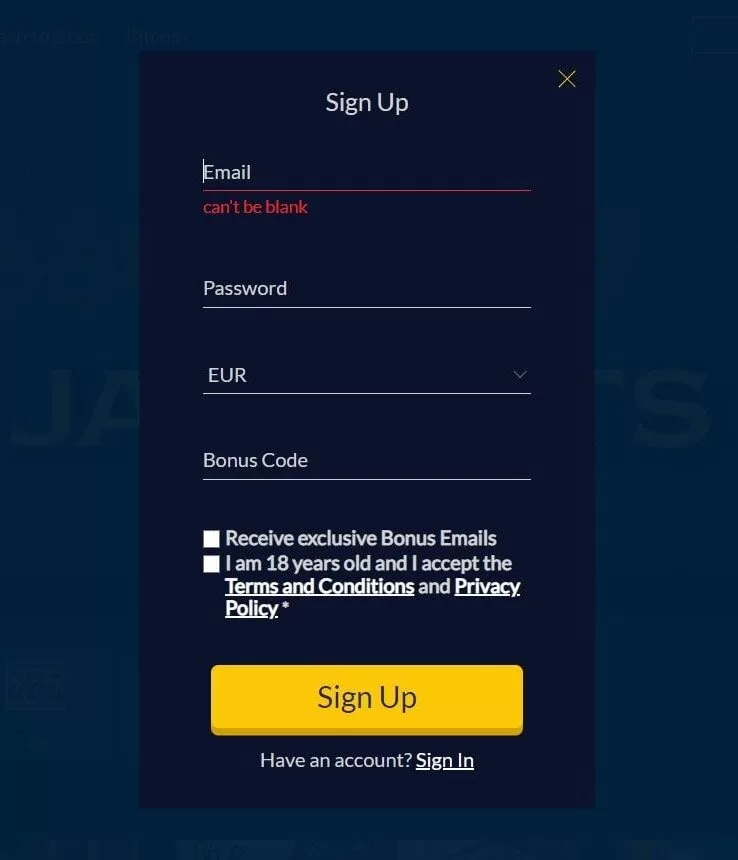 Sign Up
Email
can't be blank
Password
EUR
Bonus Code
Receive exclusive Bonus Emails
I am 18 years old and I accept the
Terms and Conditions and Privacy
Policy *
Sign Up
Have an account? Sign In